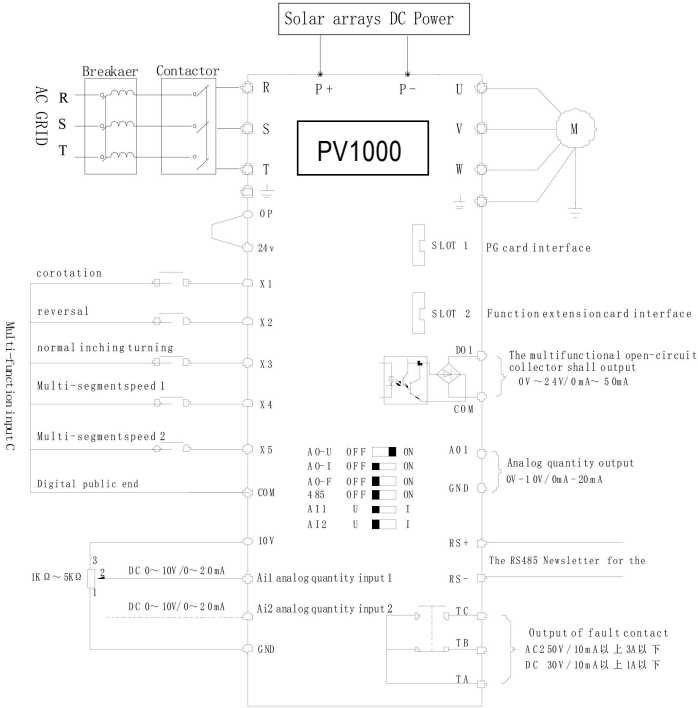 Solar arrays DC Power
Breakaer
Contactor
AC GRID
R
S
T
R
S
T
P+
P-
U
V
W
M
PV1000
OP
24v
SLOT 1
PG card interface
SLOT 2
Function extension card interface
Multi-function input C
corotation
X1
reversal
X2
normal inching turning
X3
Multi-segment speed 1
X4
Multi-segment speed 2
X5
Digital public end
COM
DO1
COM
The multifunctional open-circuit
collector shall output
0V～24V/0mA～50mA
AO-U OFF ON
AO-I OFF ON
AO-F OFF ON
485 OFF ON
AI1 U I
AI2 U I
AO1
GND
Analog quantity output
0V-10V/0mA-20mA
10V
3
2
1
1KΩ～5KΩ
DC 0～10V/0～20mA
Ai1 analog quantity input 1
DC 0～10V/0～20mA
Ai2 analog quantity input 2
GND
RS+
RS-
The RS485 Newsletter for the
TC
TB
TA
Output of fault contact
AC250V/10mA以上3A以下
DC 30V/10mA以上1A以下